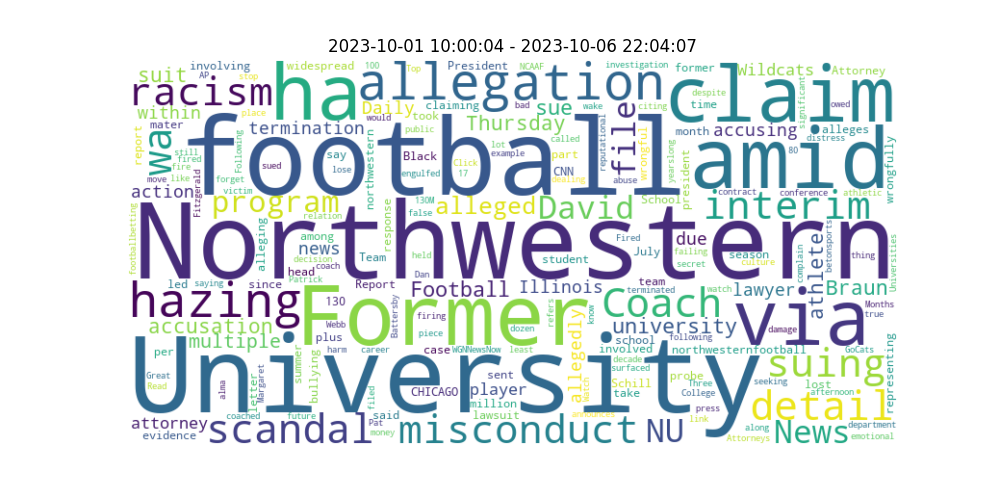 2023-10-01 10:00:04 - 2023-10-06 22:04:07
involving
widespread
100
Top
President
NCAAF
investigation
former
Wildcats
Attorney
suit
AP
stop
racism
ha
allegation
claim
within
place
Daily
took
claiming
bad
sue
wake
file
citing
time
despite
significant
owed
mater
termination
would
public
Thursday
called
reputational
wrongful
month
accusing
alleges
distress
report
wa
football
amid
still
fired
Following
say
northwestern
Black
lot
example
part
yearslong
80
wrongfully
fire
sued
lose
engulfed
Click
CNN
abuse
president
move
like
forget
17
dealing
School
contract
conference
athletic
action
victim
Fitzgerald
program
130M
alleged
David
interim
footballbetting
relation
false
Northwestern
alleging
among
response
news
Team
held
student
Fired
July
due
failing
secret
season
culture
athlete
complain
betonsports
thing
Universities
decision
coach
Dan
head
Patrick
Report
team
led
saying
since
terminated
watch
lawyer
Braun
Months
true
hazing
Former
130
Football
Illinois
Coach
via
accusation
Webb
Battersby
firing
piece
dozen
refers
know
university
following
damage
multiple
plus
case
WGNNewsNow
least
school
GoCats
representing
per
summer
harm
career
allegedly
involved
decade
surfaced
northwesternfootball
University
bullying
sent
Schill
probe
Three
seeking
suing
lost
afternoon
Great
Read
alma
letter
Margaret
filed
CHICAGO
player
Watch
take
College
million
coached
future
said
lawsuit
announces
press
link
detail
attorney
scandal
Pat
misconduct
NU
Attorneys
along
News
department
evidence
money
emotional